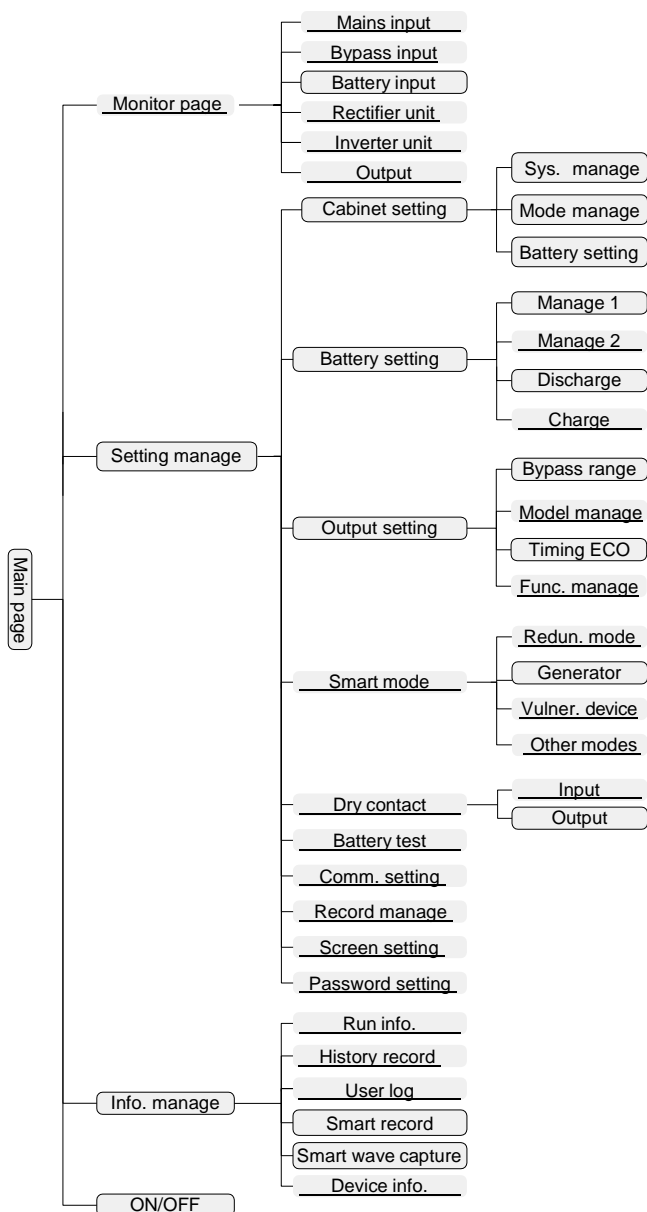 Main page
Monitor page
Mains input
Bypass input
Battery input
Rectifier unit
Inverter unit
Output
Setting manage
Cabinet setting
Sys. manage
Mode manage
Battery setting
Battery setting
Manage 1
Manage 2
Discharge
Charge
Output setting
Bypass range
Model manage
Timing ECO
Func. manage
Smart mode
Redun. mode
Generator
Vulner. device
Other modes
Dry contact
Input
Output
Battery test
Comm. setting
Record manage
Screen setting
Password setting
Info. manage
Run info.
History record
User log
Smart record
Smart wave capture
Device info.
ON/OFF